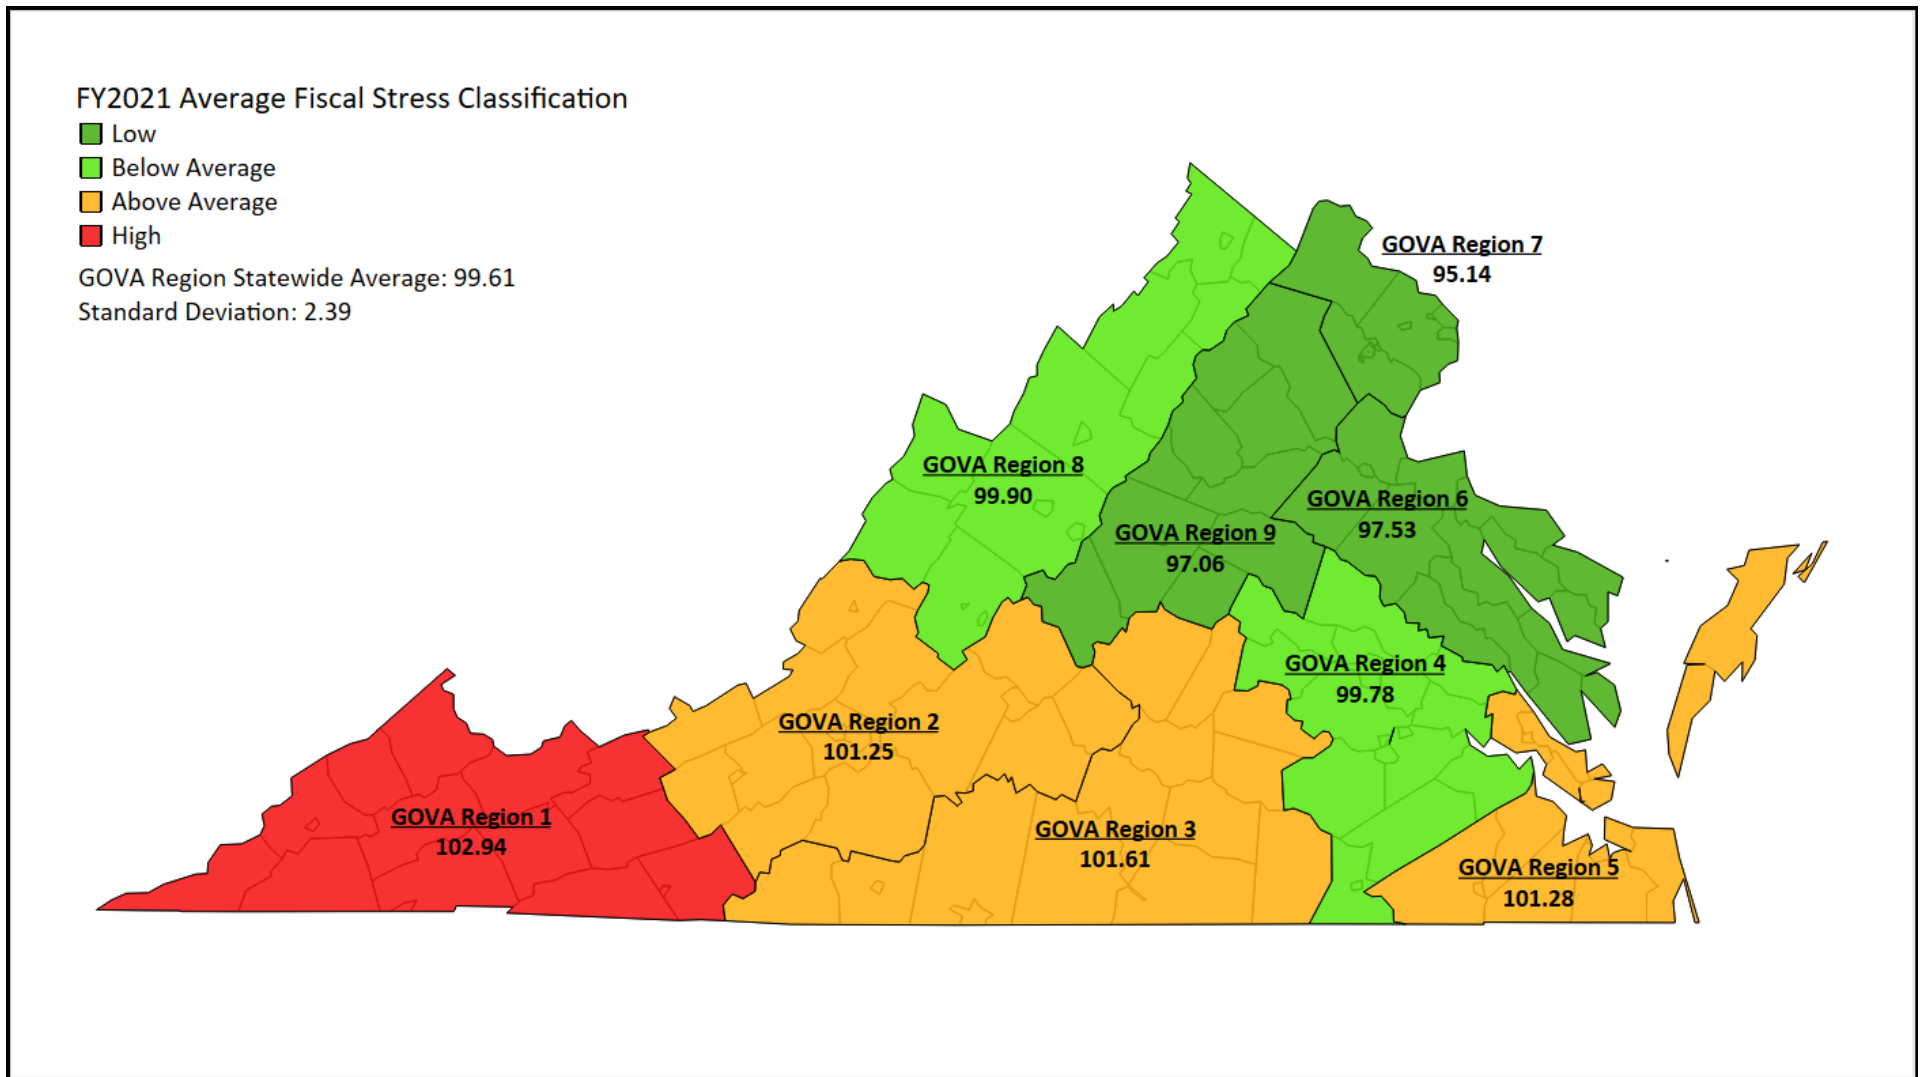 FY2021 Average Fiscal Stress Classification
Low
Below Average
Above Average
High
GOVA Region Statewide Average: 99.61
Standard Deviation: 2.39
GOVA Region 7
95.14
GOVA Region 8
99.90
GOVA Region 6
97.53
GOVA Region 9
97.06
GOVA Region 4
99.78
GOVA Region 2
101.25
GOVA Region 1
102.94
GOVA Region 3
101.61
GOVA Region 5
101.28